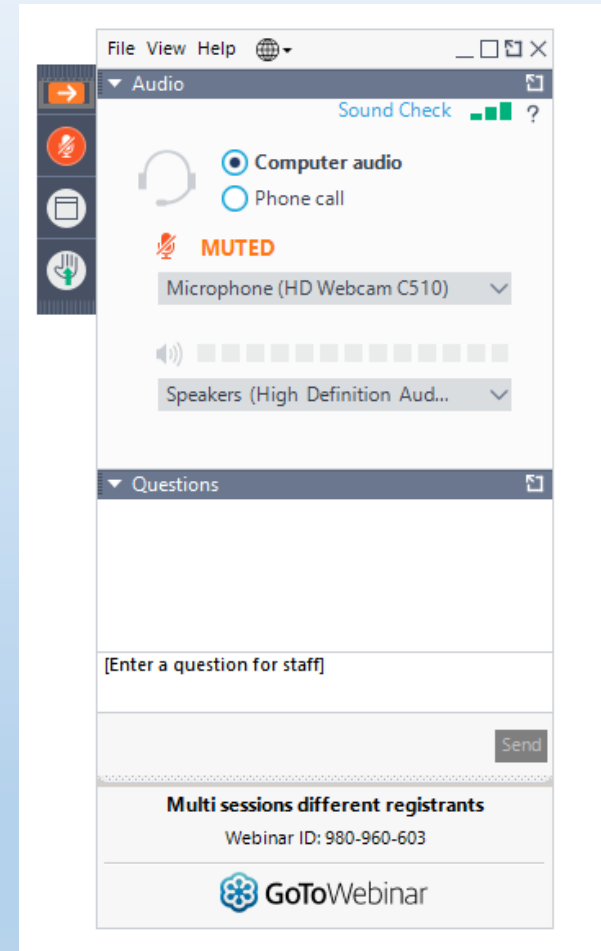 File View Help
Audio
Sound Check ?
Computer audio
Phone call
MUTED
Microphone (HD Webcam C510)
Speakers (High Definition Aud...
Questions
[Enter a question for staff]
Send
Multi sessions different registrants
Webinar ID: 980-960-603
GoToWebinar